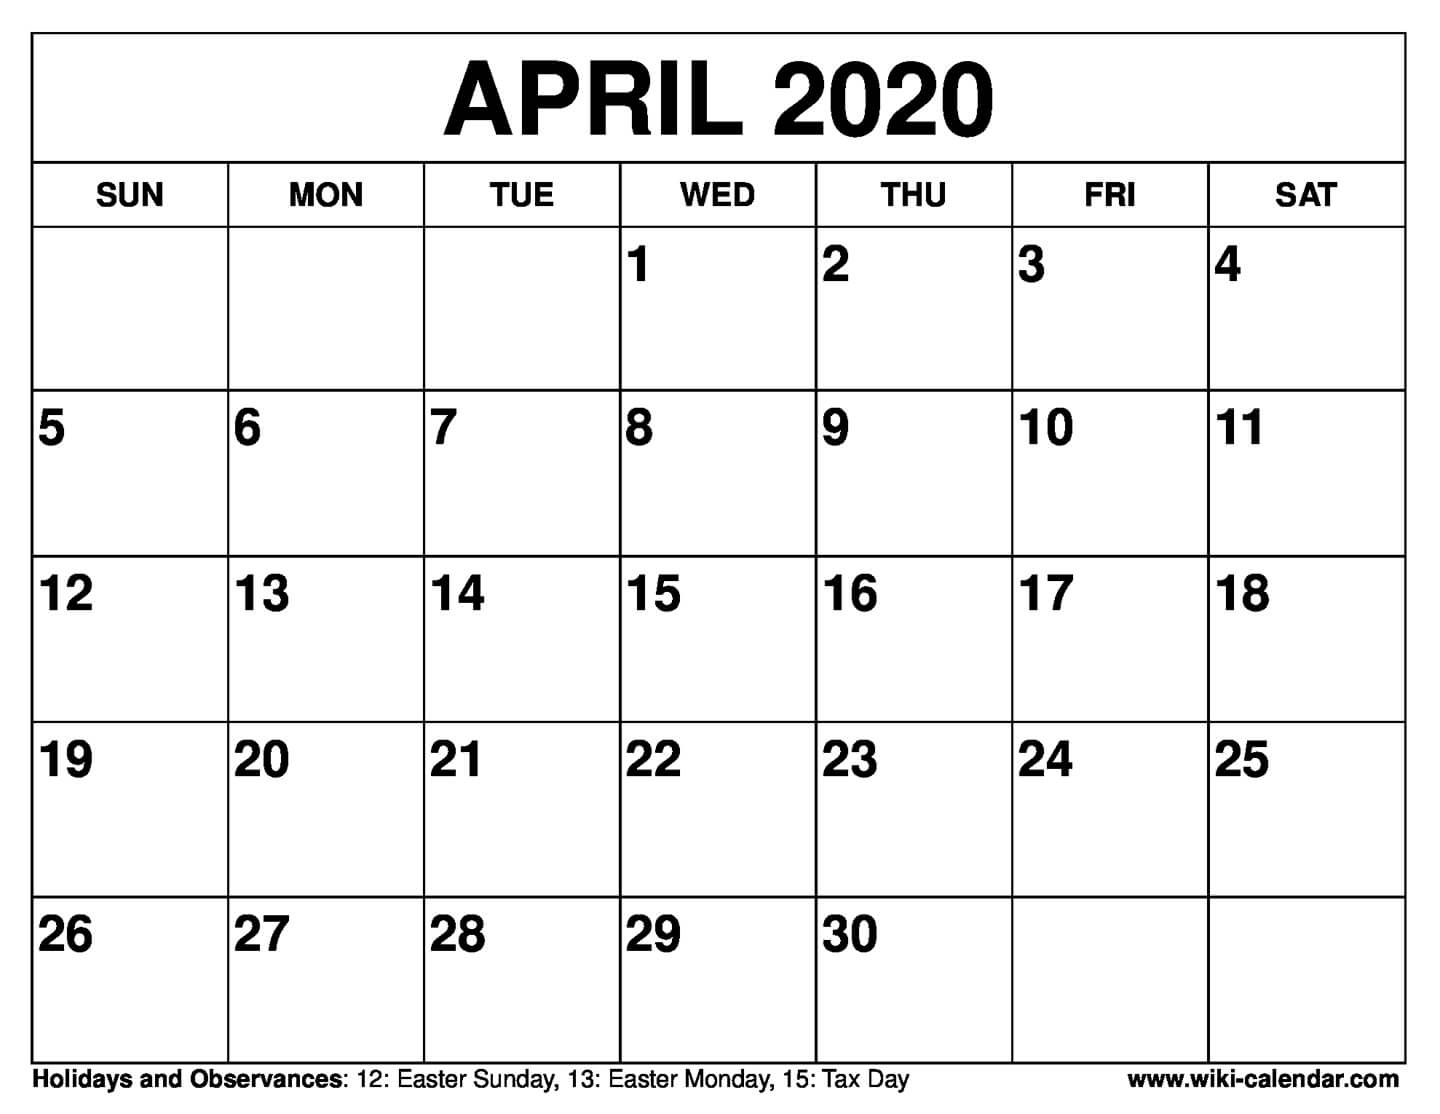 APRIL 2020
SUN MON TUE WED THU FRI SAT
1 2 3 4
5 6 7 8 9 10 11
12 13 14 15 16 17 18
19 20 21 22 23 24 25
26 27 28 29 30
Holidays and Observances: 12: Easter Sunday, 13: Easter Monday, 15: Tax Day www.wiki-calendar.com